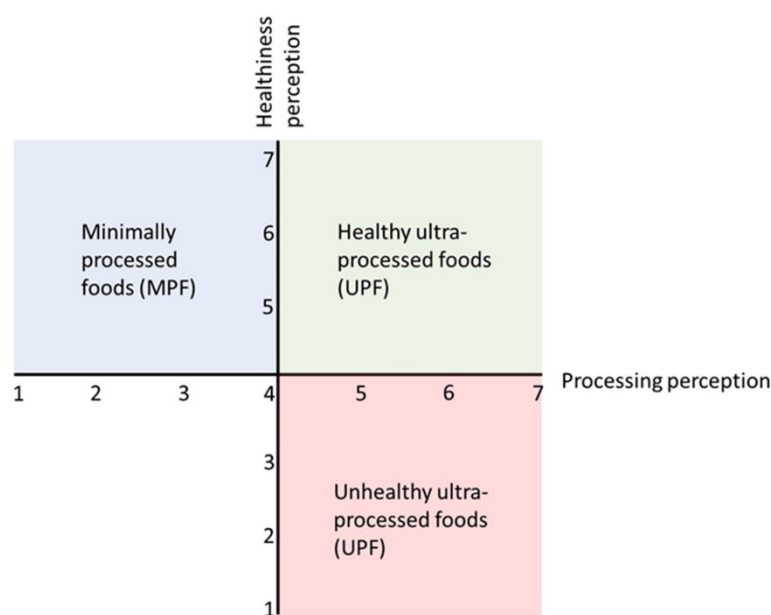 Healthiness
perception
7
Minimally
processed
foods (MPF)
6
Healthy ultra-
processed foods
(UPF)
5
Processing perception
1 2 3 4 5 6 7
3
Unhealthy ultra-
processed foods
(UPF)
2
1